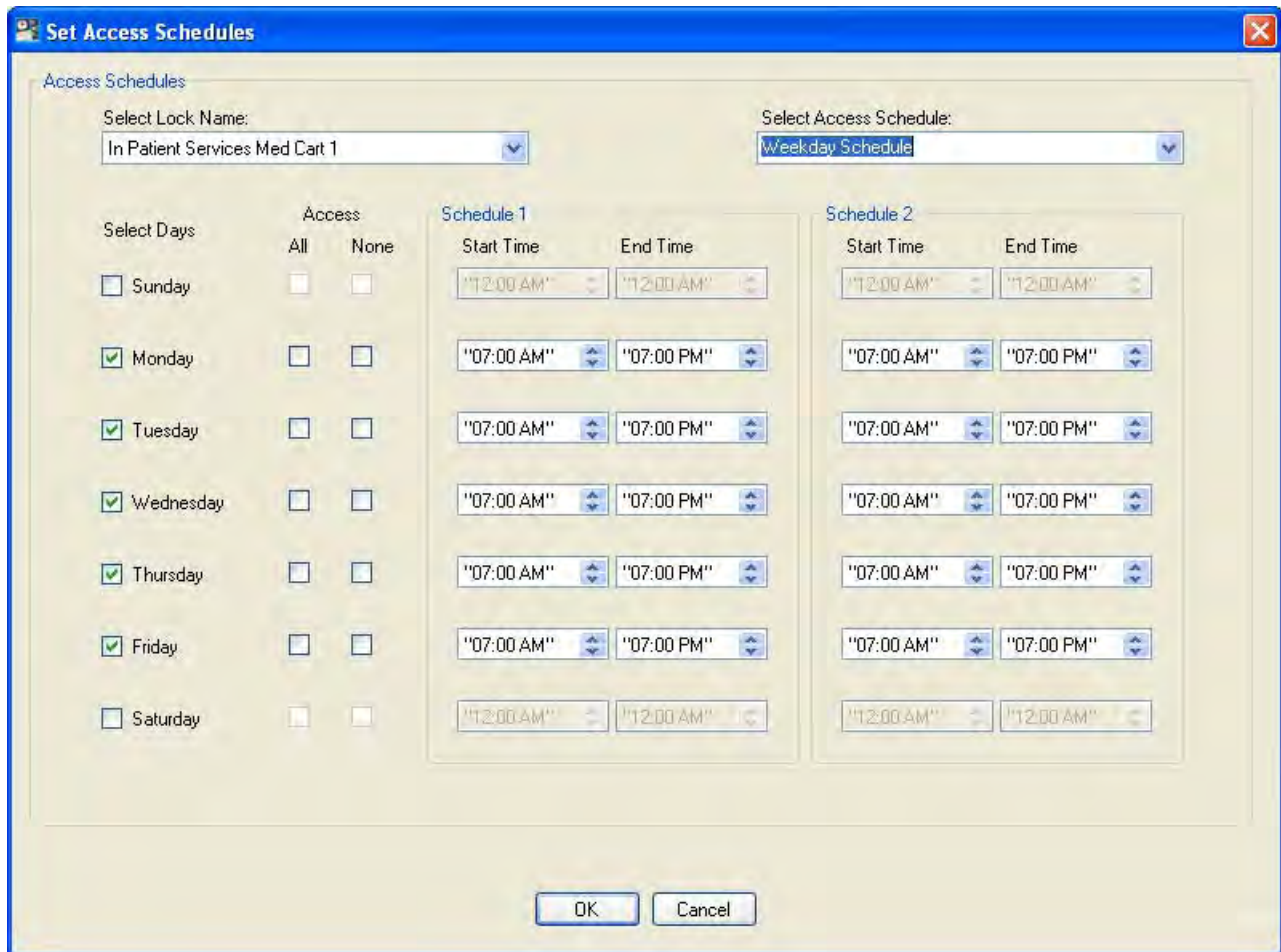 Set Access Schedules
Access Schedules
Select Lock Name:
Select Access Schedule:
In Patient Services Med Cart 1
Weekday Schedule
Select Days
Access
All
None
Schedule 1
Start Time
End Time
Schedule 2
Start Time
End Time
Sunday
"12:00 AM"
"12:00 AM"
"12:00 AM"
"12:00 AM"
Monday
"07:00 AM"
"07:00 PM"
"07:00 AM"
"07:00 PM"
Tuesday
"07:00 AM"
"07:00 PM"
"07:00 AM"
"07:00 PM"
Wednesday
"07:00 AM"
"07:00 PM"
"07:00 AM"
"07:00 PM"
Thursday
"07:00 AM"
"07:00 PM"
"07:00 AM"
"07:00 PM"
Friday
"07:00 AM"
"07:00 PM"
"07:00 AM"
"07:00 PM"
Saturday
"12:00 AM"
"12:00 AM"
"12:00 AM"
"12:00 AM"
OK
Cancel